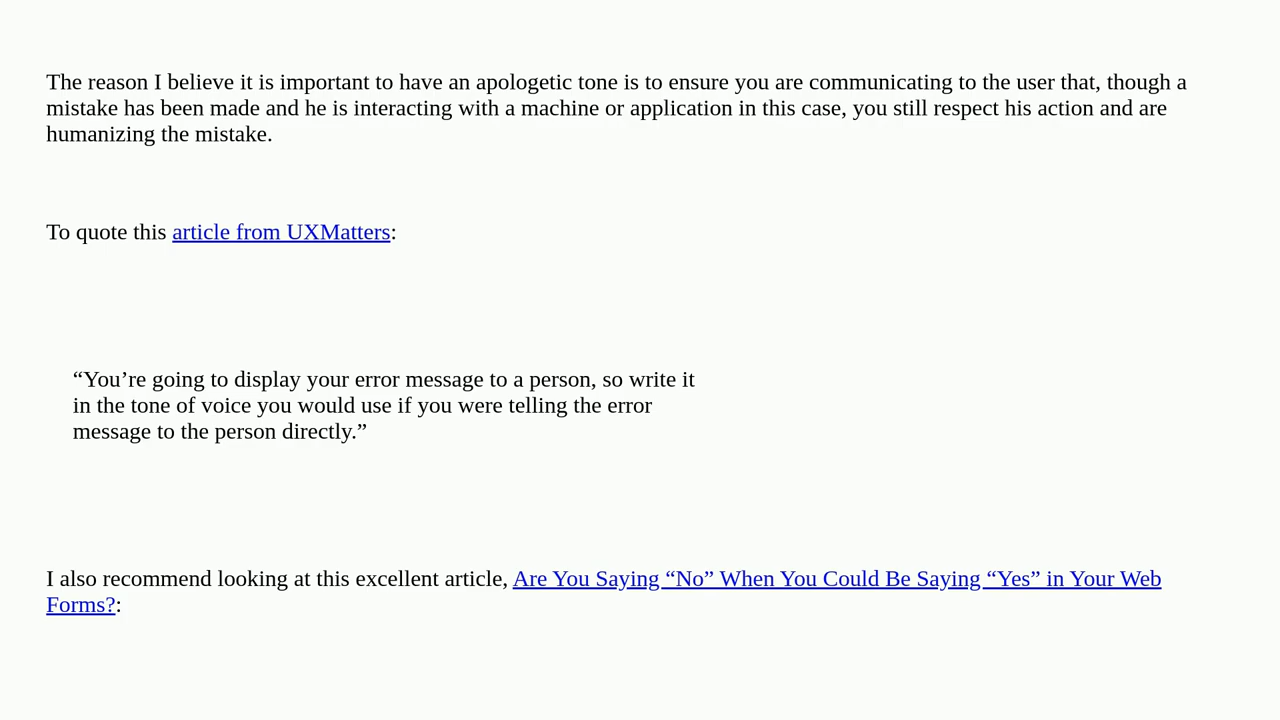 The reason I believe it is important to have an apologetic tone is to ensure you are communicating to the user that, though a
mistake has been made and he is interacting with a machine or application in this case, you still respect his action and are
humanizing the mistake.
To quote this article from UXMatters:
“You’re going to display your error message to a person, so write it
in the tone of voice you would use if you were telling the error
message to the person directly.”
I also recommend looking at this excellent article, Are You Saying “No” When You Could Be Saying “Yes” in Your Web
Forms?: